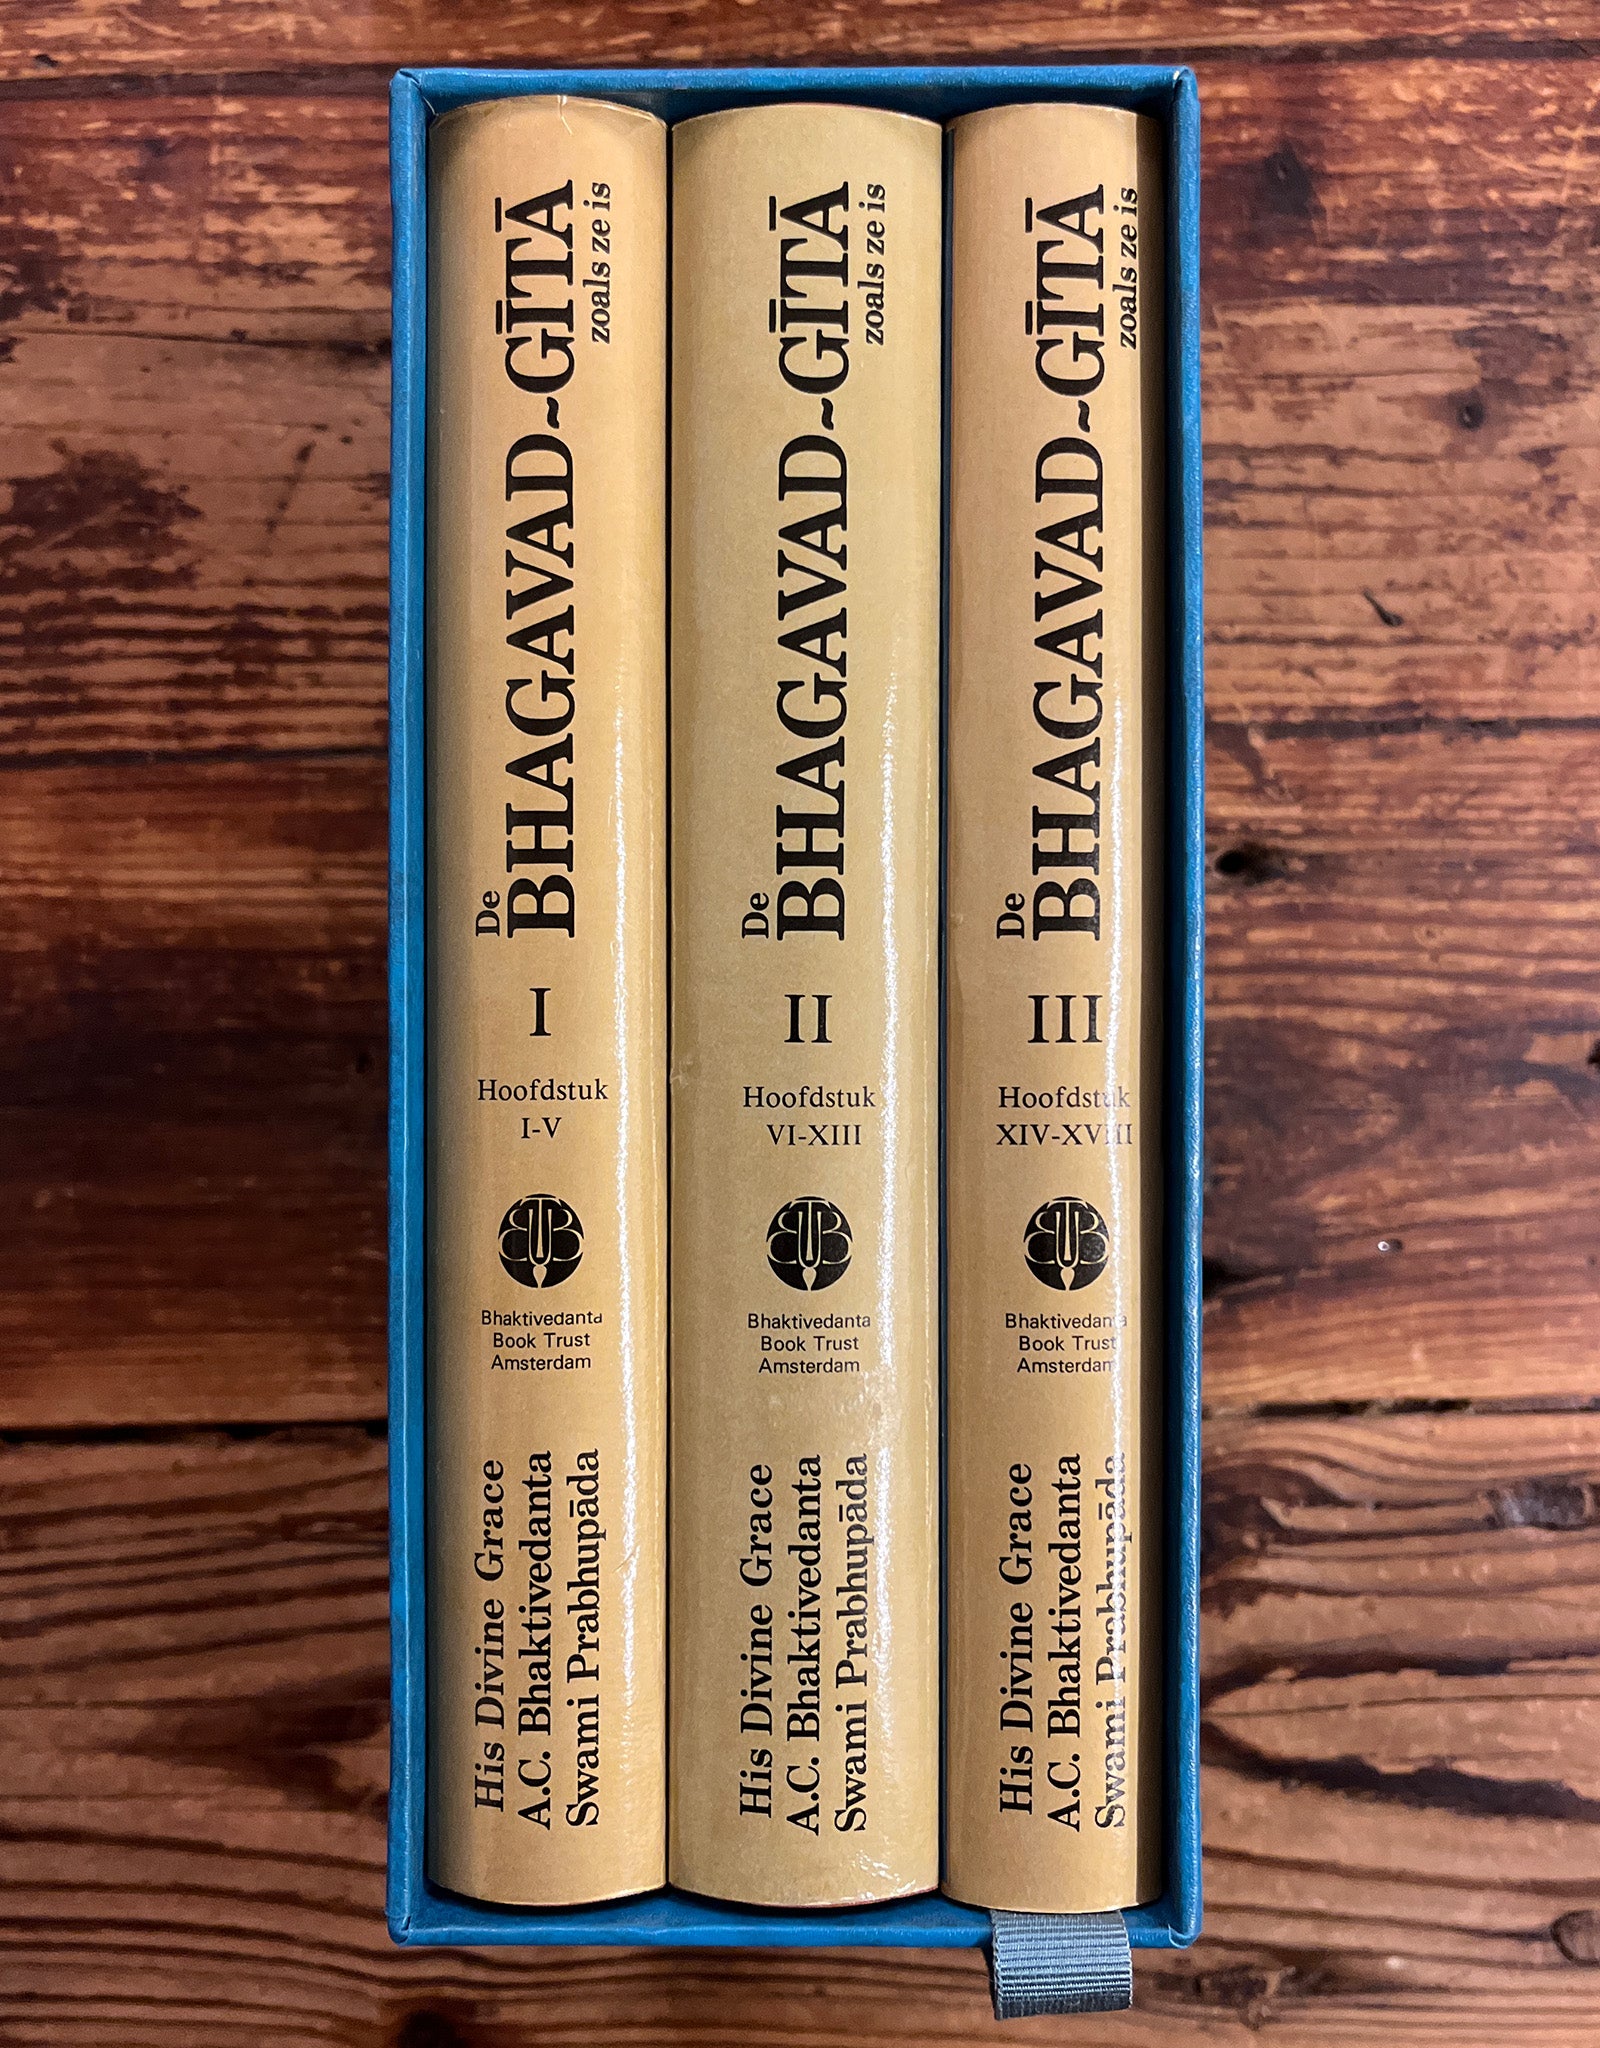 De
BHAGAVAD-GĪTĀ
zoals ze is
I
Hoofdstuk
I-V
BBT
Bhaktivedanta
Book Trust
Amsterdam
His Divine Grace
A.C. Bhaktivedanta
Swami Prabhupāda
De
BHAGAVAD-GĪTĀ
zoals ze is
II
Hoofdstuk
VI-XIII
BBT
Bhaktivedanta
Book Trust
Amsterdam
His Divine Grace
A.C. Bhaktivedanta
Swami Prabhupāda
De
BHAGAVAD-GĪTĀ
zoals ze is
III
Hoofdstuk
XIV-XVIII
BBT
Bhaktivedanta
Book Trust
Amsterdam
His Divine Grace
A.C. Bhaktivedanta
Swami Prabhupāda